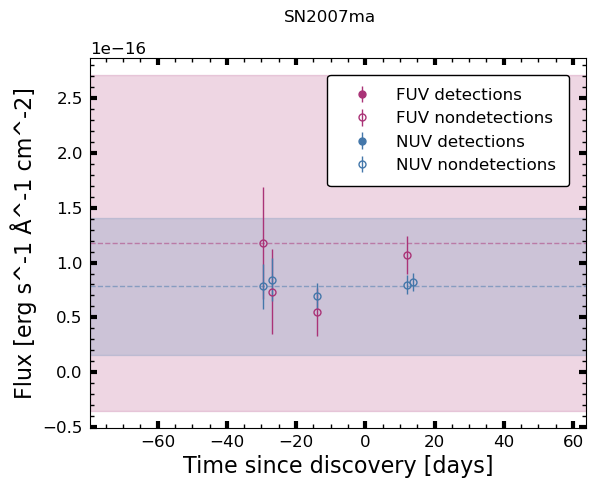 SN2007ma
1e−16
FUV detections
FUV nondetections
NUV detections
NUV nondetections
2.5
2.0
1.5
1.0
0.5
0.0
−0.5
Flux [erg s^-1 Å^-1 cm^-2]
−60 −40 −20 0 20 40 60
Time since discovery [days]